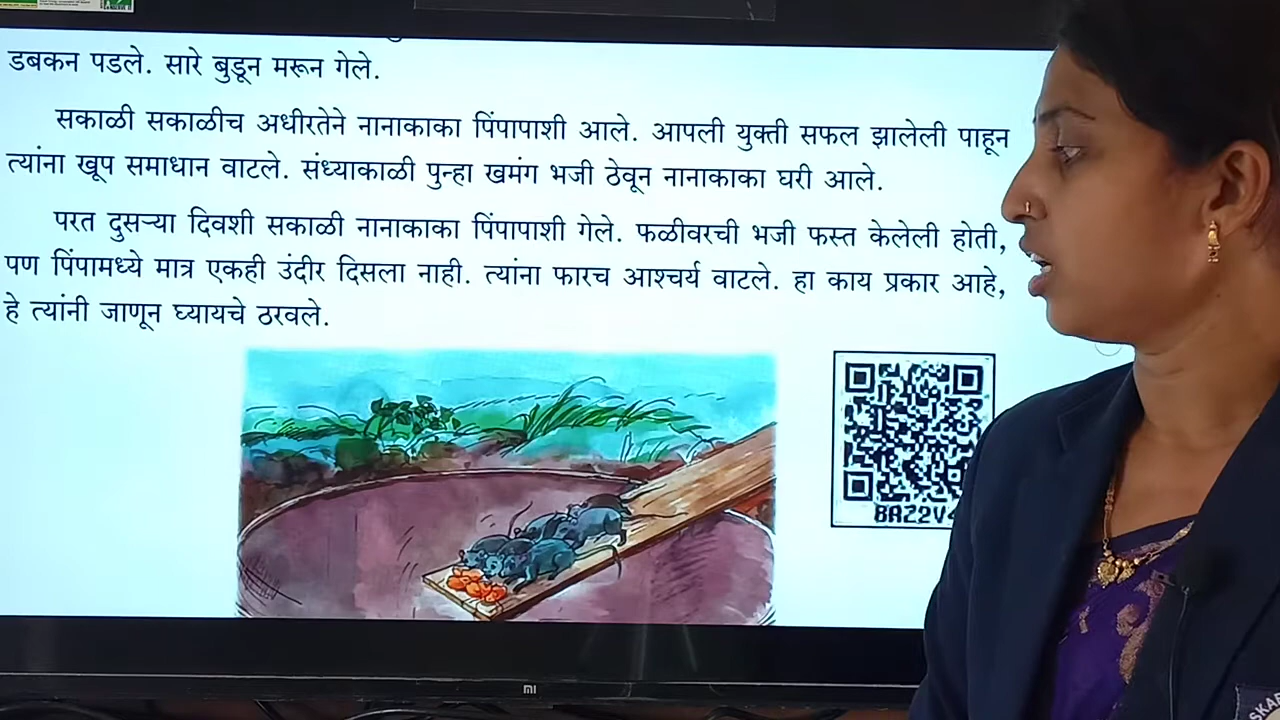 डबकन पडले. सारे बुडून मरून गेले.
सकाळी सकाळीच अधीरतेने नानाकाका पिंपापाशी आले. आपली युक्ती सफल झालेली पाहून
त्यांना खूप समाधान वाटले. संध्याकाळी पुन्हा खमंग भजी ठेवून नानाकाका घरी आले.
परत दुसऱ्या दिवशी सकाळी नानाकाका पिंपापाशी गेले. फळीवरची भजी फस्त केलेली होती,
पण पिंपामध्ये मात्र एकही उंदीर दिसला नाही. त्यांना फारच आश्चर्य वाटले. हा काय प्रकार आहे,
हे त्यांनी जाणून घ्यायचे ठरवले.
BAZ2V
mi